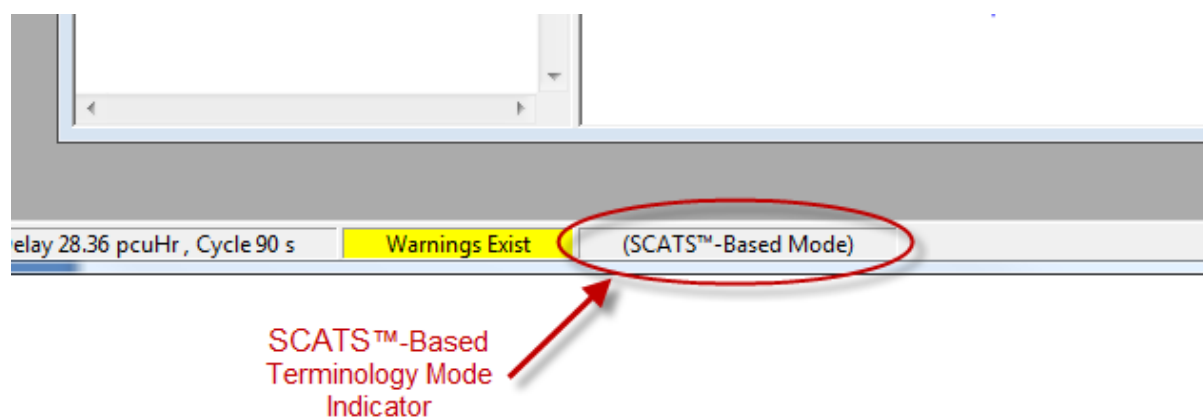 elay 28.36 pcuHr , Cycle 90 s Warnings Exist (SCATS™-Based Mode)
SCATS™-Based
Terminology Mode
Indicator